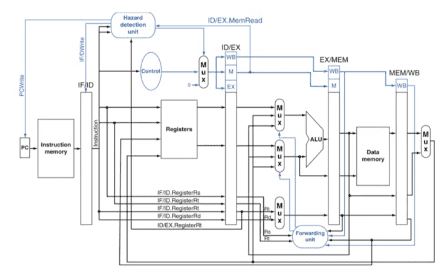 Hazard
detection
unit
ID/EX.MemRead
PCWrite
IF/DWrite
Control
0
M
u
x
ID/EX
WB
M
EX
EX/MEM
WB
M
MEM/WB
WB
IF/ID
PC
Instruction
memory
Instruction
Registers
M
u
x
M
u
x
ALU
Data
memory
M
u
x
IF/ID.RegisterRs
IF/ID.RegisterRt
IF/ID.RegisterRt
IF/ID.RegisterRd
ID/EX.RegisterRt
Rt
Rd
M
u
x
Rs
Rt
Forwarding
unit